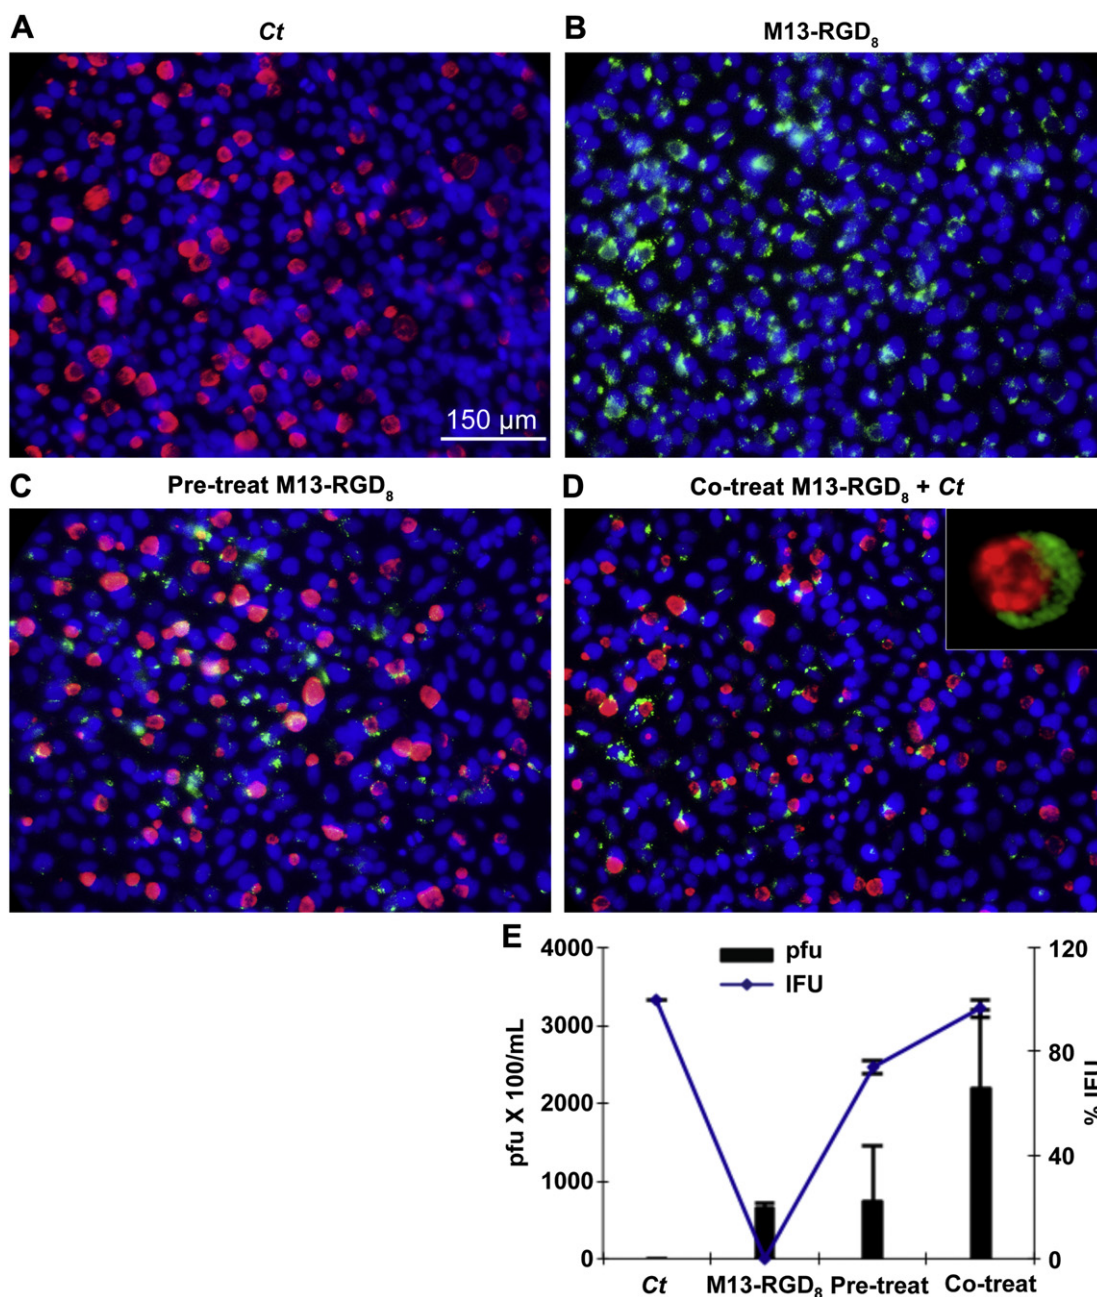 A Ct
B M13-RGD₈
150 µm
C Pre-treat M13-RGD₈
D Co-treat M13-RGD₈ + Ct
E
pfu
IFU
pfu X 100/mL
4000
3000
2000
1000
0
120
80
40
0
% IFU
Ct M13-RGD₈ Pre-treat Co-treat